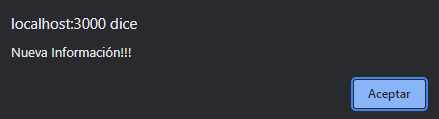 localhost:3000 dice
Nueva Información!!!
Aceptar